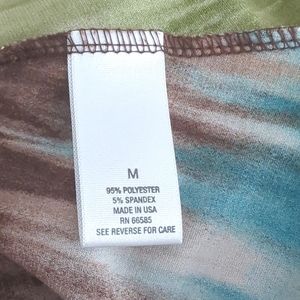 M
95% POLYESTER
5% SPANDEX
MADE IN USA
RN 66585
SEE REVERSE FOR CARE